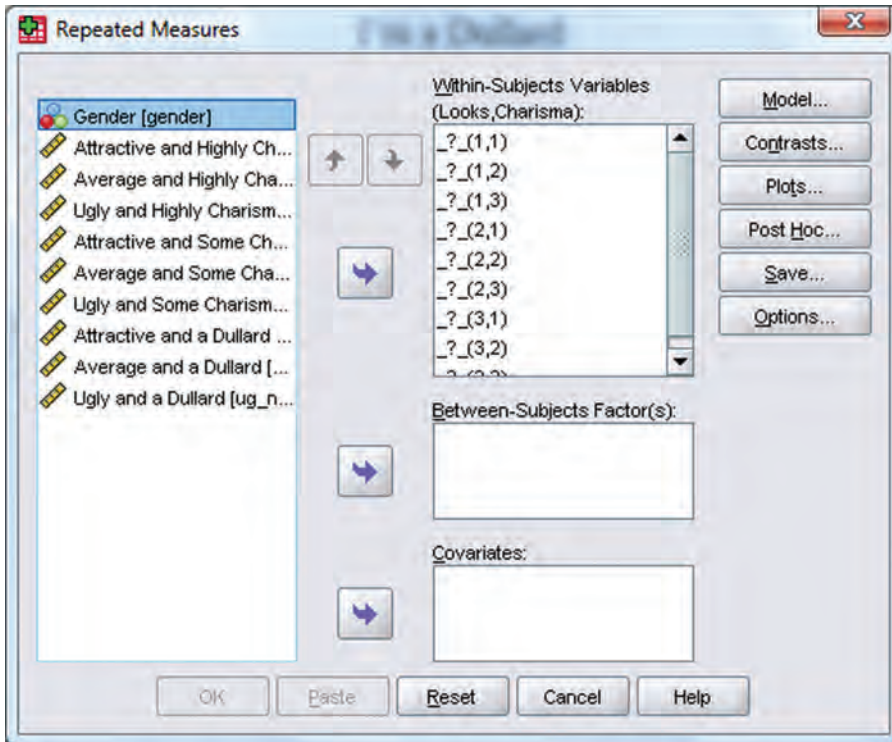 Repeated Measures
I'm a Dullard
Gender [gender]
Attractive and Highly Ch...
Average and Highly Cha...
Ugly and Highly Charism...
Attractive and Some Ch...
Average and Some Cha...
Ugly and Some Charism...
Attractive and a Dullard ...
Average and a Dullard [...
Ugly and a Dullard [ug_n...
Within-Subjects Variables
(Looks,Charisma):
_?_(1,1)
_?_(1,2)
_?_(1,3)
_?_(2,1)
_?_(2,2)
_?_(2,3)
_?_(3,1)
_?_(3,2)
Between-Subjects Factor(s):
Covariates:
Model...
Contrasts...
Plots...
Post Hoc...
Save...
Options...
OK
Paste
Reset
Cancel
Help